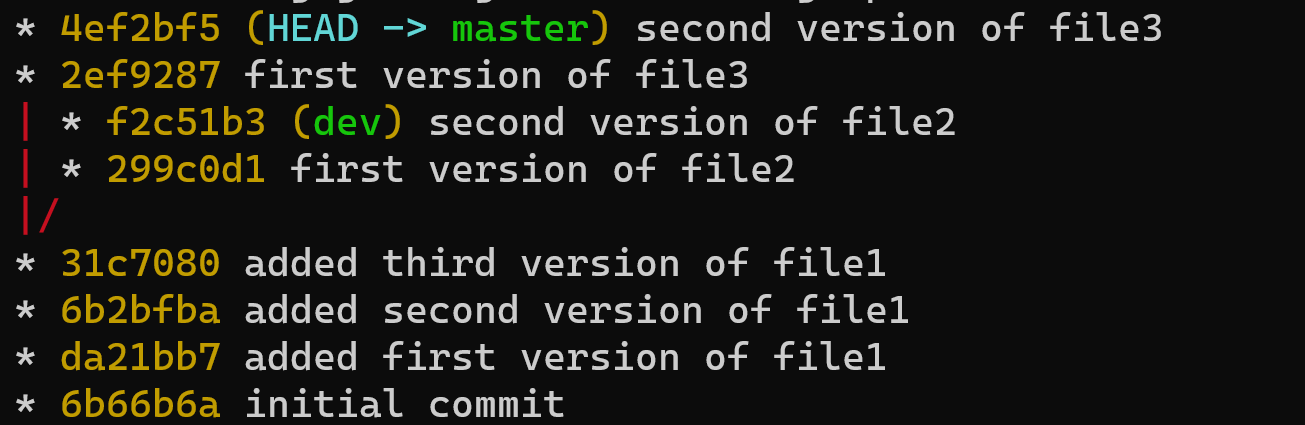 * 4ef2bf5 (HEAD -> master) second version of file3
* 2ef9287 first version of file3
| * f2c51b3 (dev) second version of file2
| * 299c0d1 first version of file2
|/
* 31c7080 added third version of file1
* 6b2bfba added second version of file1
* da21bb7 added first version of file1
* 6b66b6a initial commit